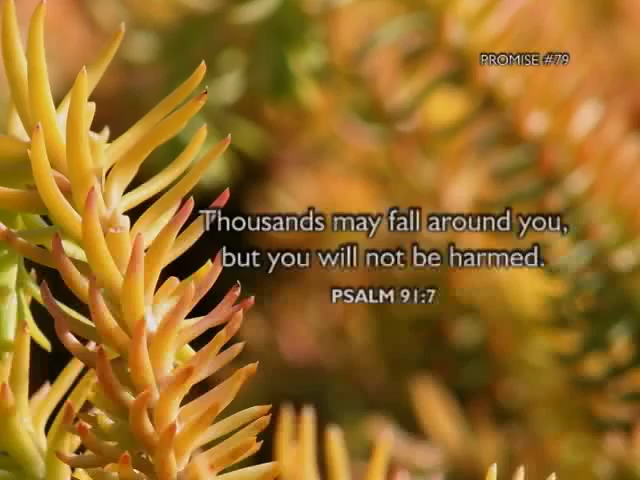 PROMISE #79
Thousands may fall around you,
but you will not be harmed.
PSALM 91:7